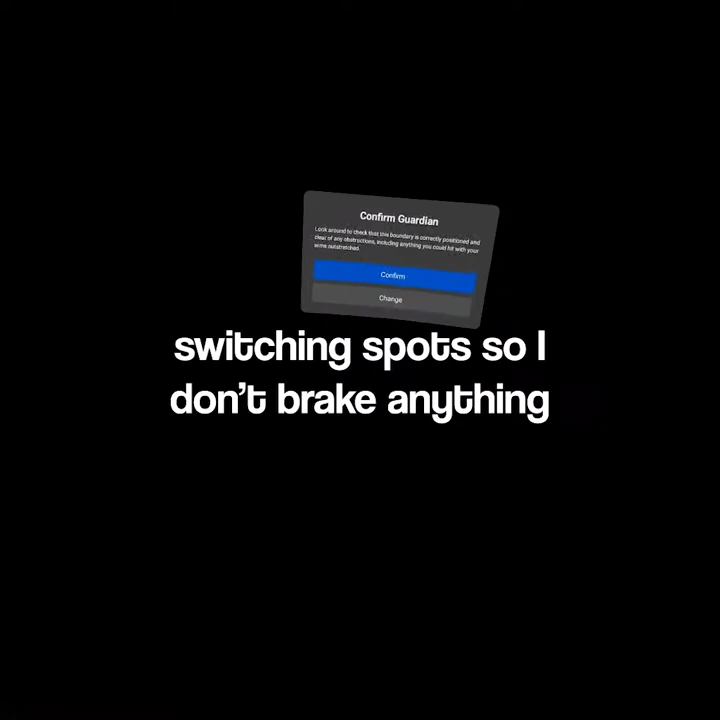 Confirm Guardian
Look around to check that this boundary is correctly positioned and
clear of any obstructions, including anything you could hit with your
arms outstretched.
Confirm
Change
switching spots so I
don't brake anything